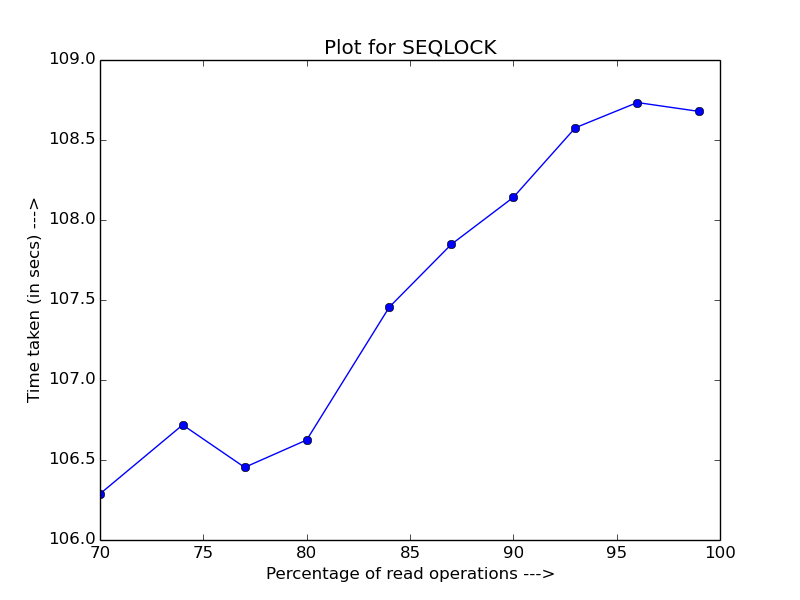 Plot for SEQLOCK
109.0
108.5
108.0
107.5
107.0
106.5
106.0
Time taken (in secs) --->
70 75 80 85 90 95 100
Percentage of read operations --->